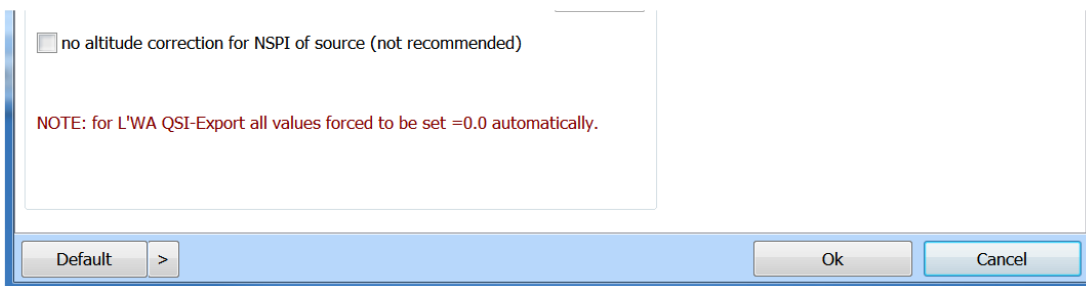 no altitude correction for NSPI of source (not recommended)
NOTE: for L'WA QSI-Export all values forced to be set =0.0 automatically.
Default > Ok Cancel